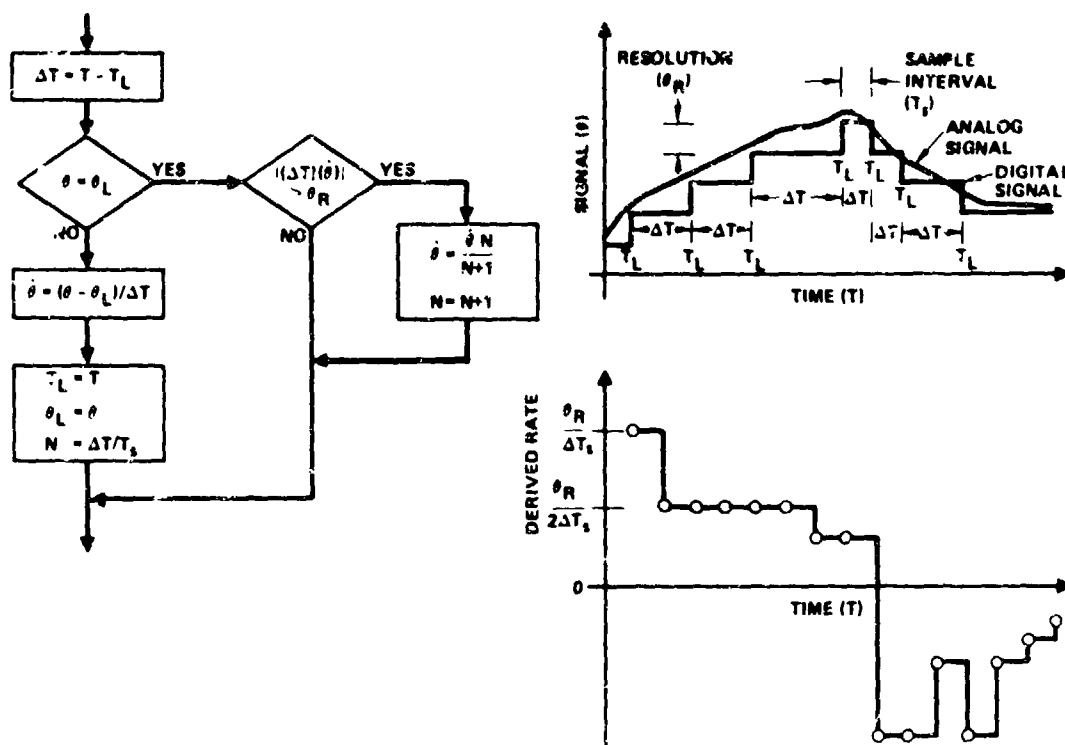 ΔT = T - T_L
θ = θ_L
YES
NO
|(ΔT)(θ̇)|
> θ_R
YES
NO
θ̇ = θ̇ N / N+1
N = N+1
θ̇ = (θ - θ_L)/ΔT
T_L = T
θ_L = θ
N = ΔT/T_s
RESOLUTION
(θ_R)
SAMPLE
INTERVAL
(T_s)
ANALOG
SIGNAL
DIGITAL
SIGNAL
SIGNAL (θ)
T_L T_L T_L
ΔT ΔT ΔT ΔT ΔT ΔT
T_L T_L T_L T_L
TIME (T)
DERIVED RATE
θ_R / ΔT_s
θ_R / 2ΔT_s
0
TIME (T)